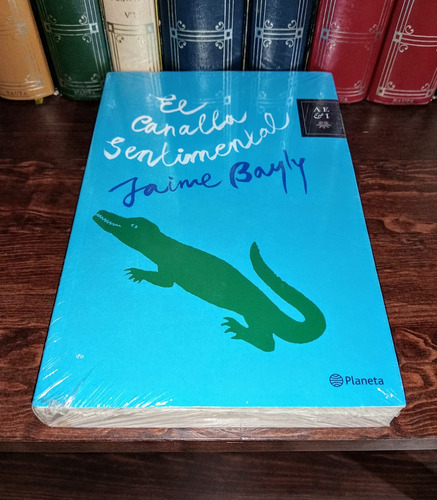 El
Canalla
Sentimental
Jaime Bayly
AE
&I
Planeta